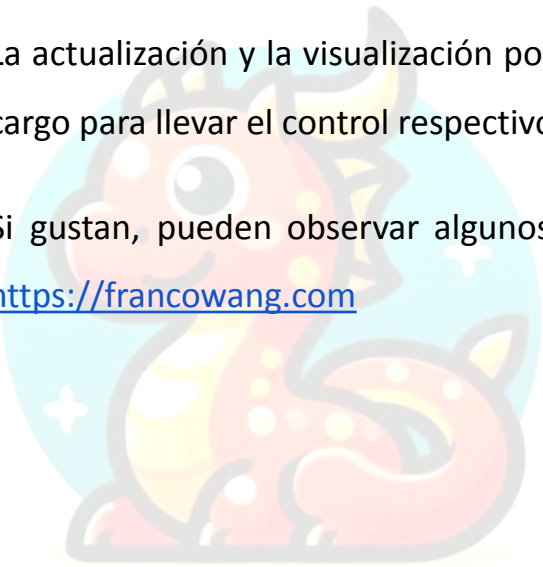 La actualización y la visualización po
cargo para llevar el control respectivo
Si gustan, pueden observar algunos
https://francowang.com